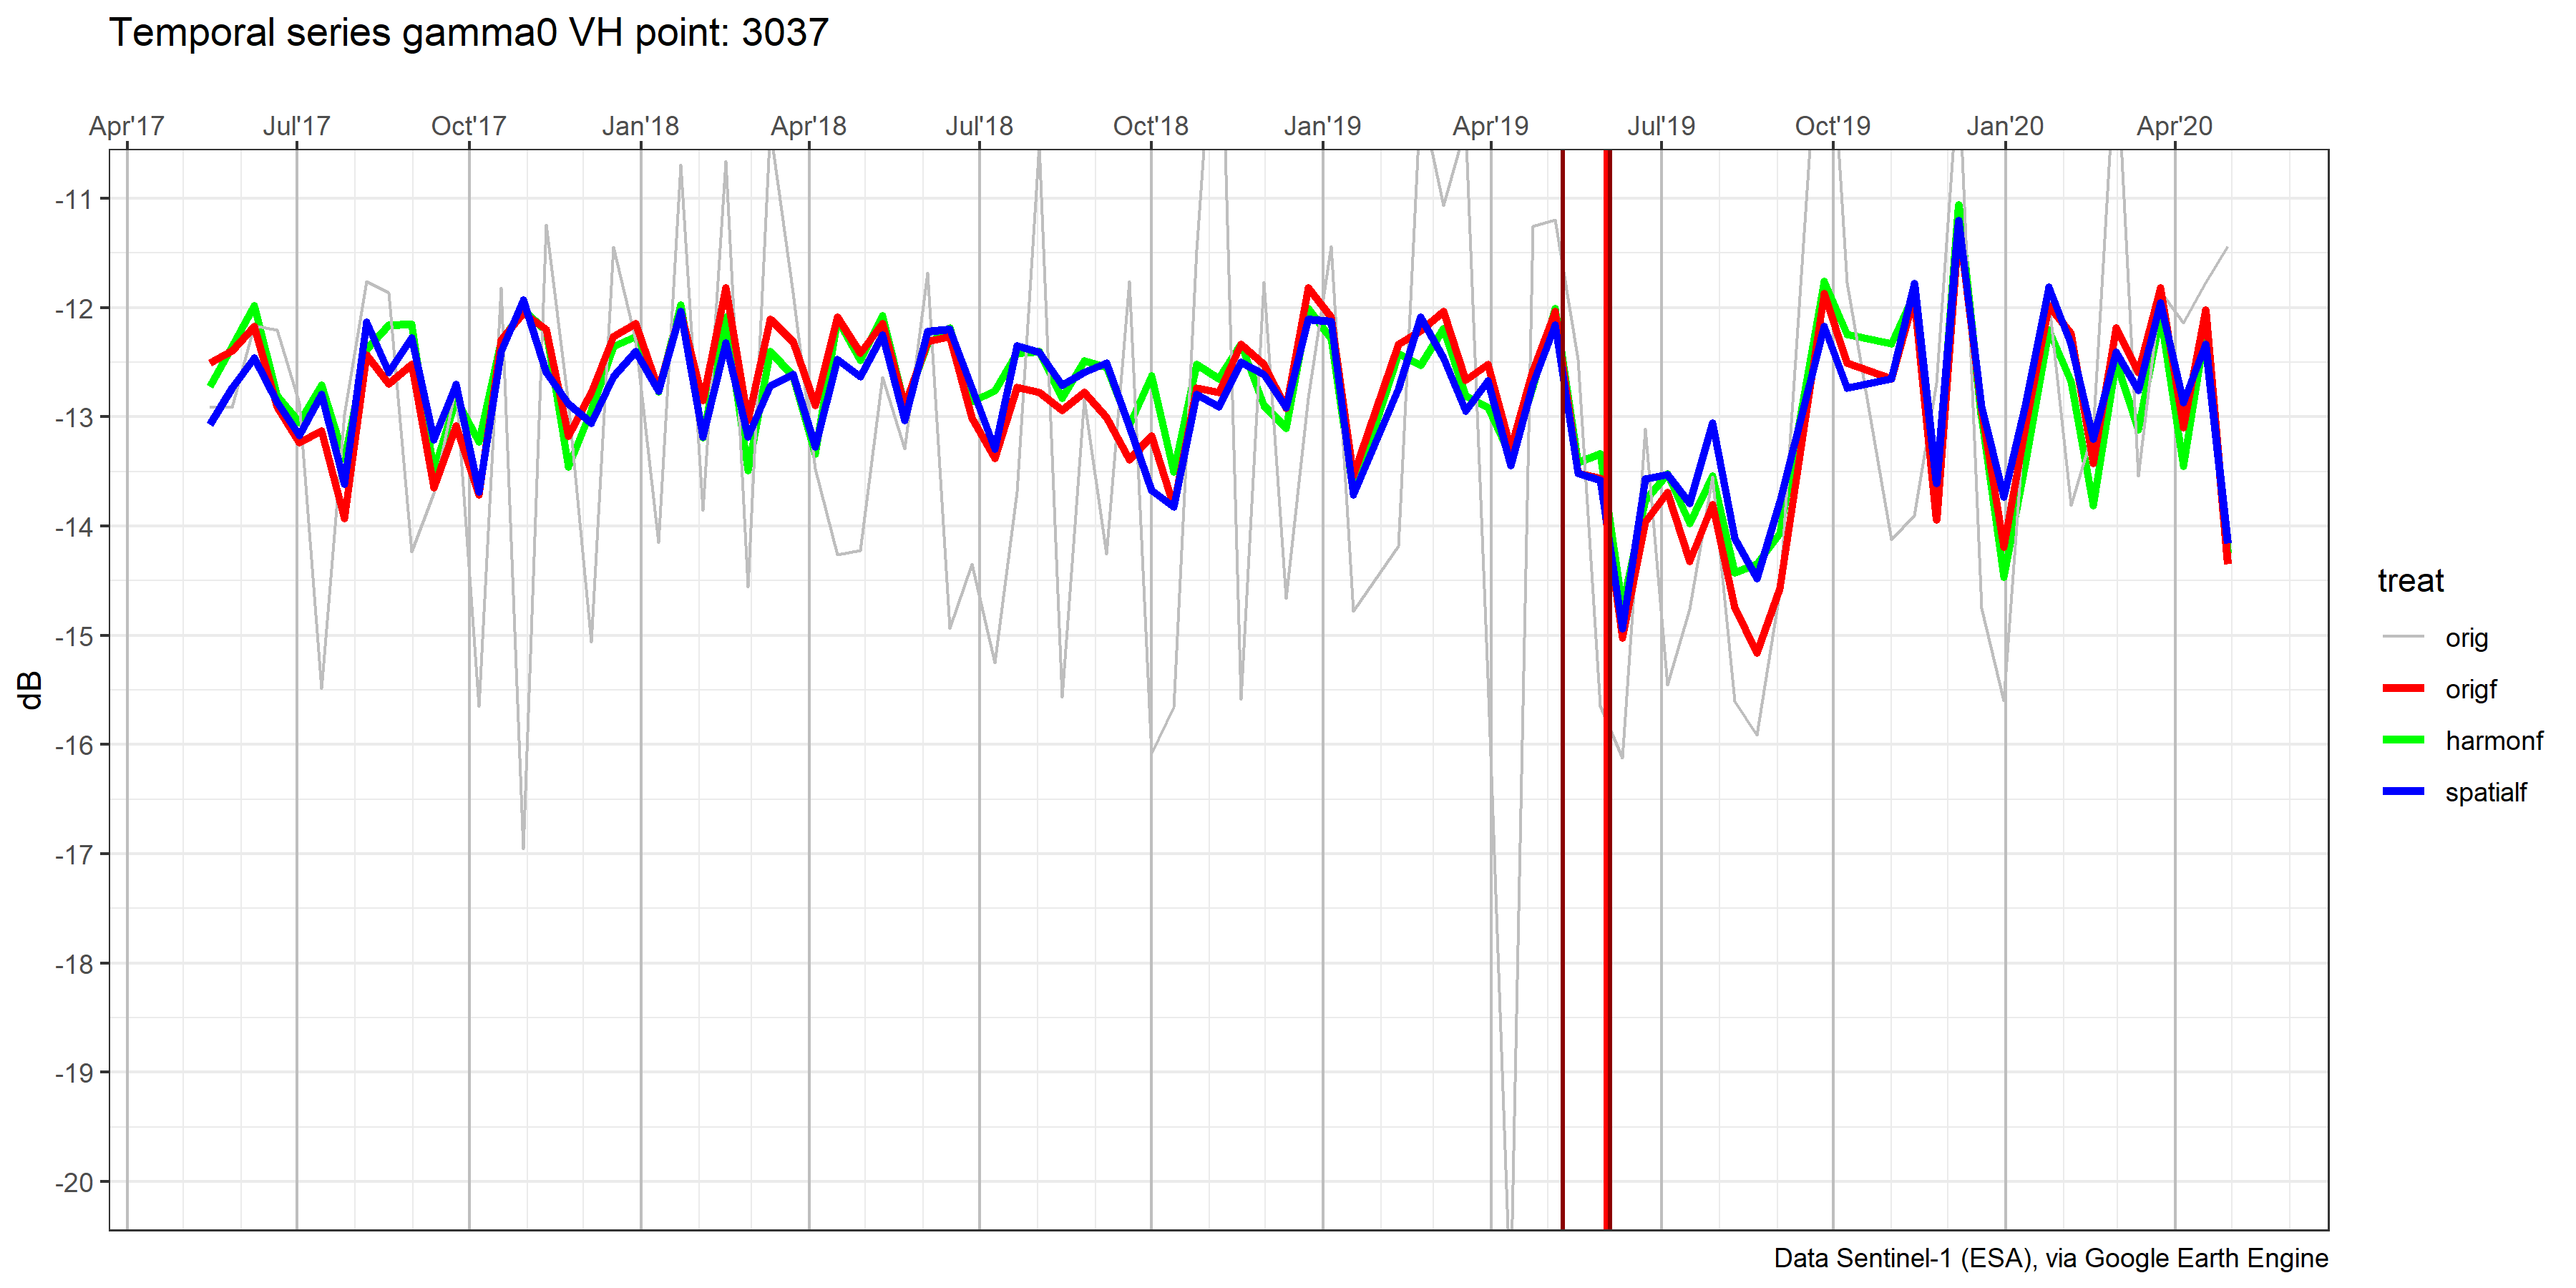 Temporal series gamma0 VH point: 3037
Apr'17 Jul'17 Oct'17 Jan'18 Apr'18 Jul'18 Oct'18 Jan'19 Apr'19 Jul'19 Oct'19 Jan'20 Apr'20
-11
-12
-13
-14
-15
-16
-17
-18
-19
-20
dB
treat
orig
origf
harmonf
spatialf
Data Sentinel-1 (ESA), via Google Earth Engine